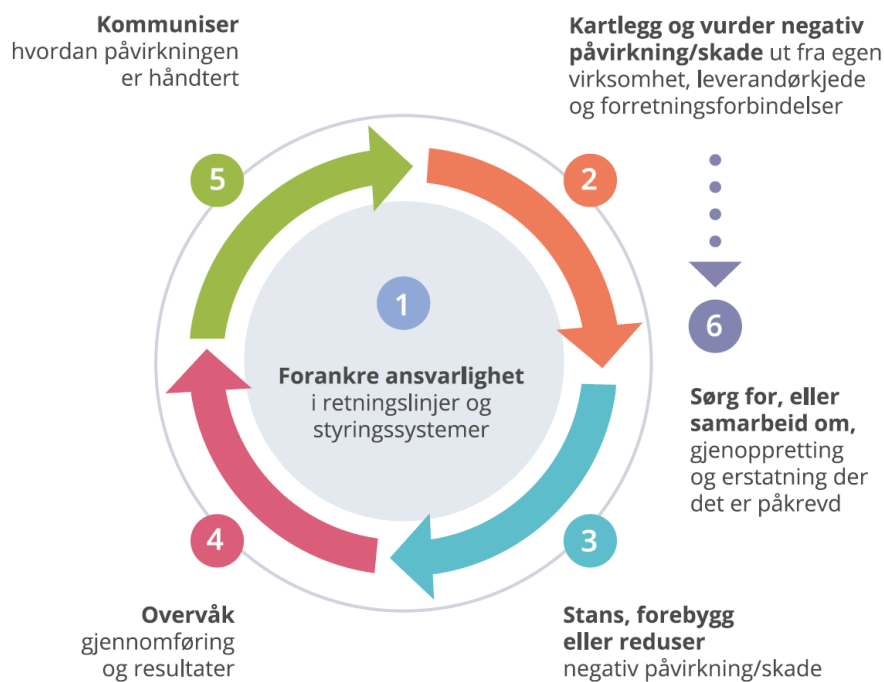 Kommuniser
hvordan påvirkningen
er håndtert
Kartlegg og vurder negativ
påvirkning/skade ut fra egen
virksomhet, leverandørkjede
og forretningsforbindelser
5
2
1
Forankre ansvarlighet
i retningslinjer og
styringssystemer
6
Sørg for, eller
samarbeid om,
gjenoppretting
og erstatning der
det er påkrevd
4
3
Overvåk
gjennomføring
og resultater
Stans, forebygg
eller reduser
negativ påvirkning/skade